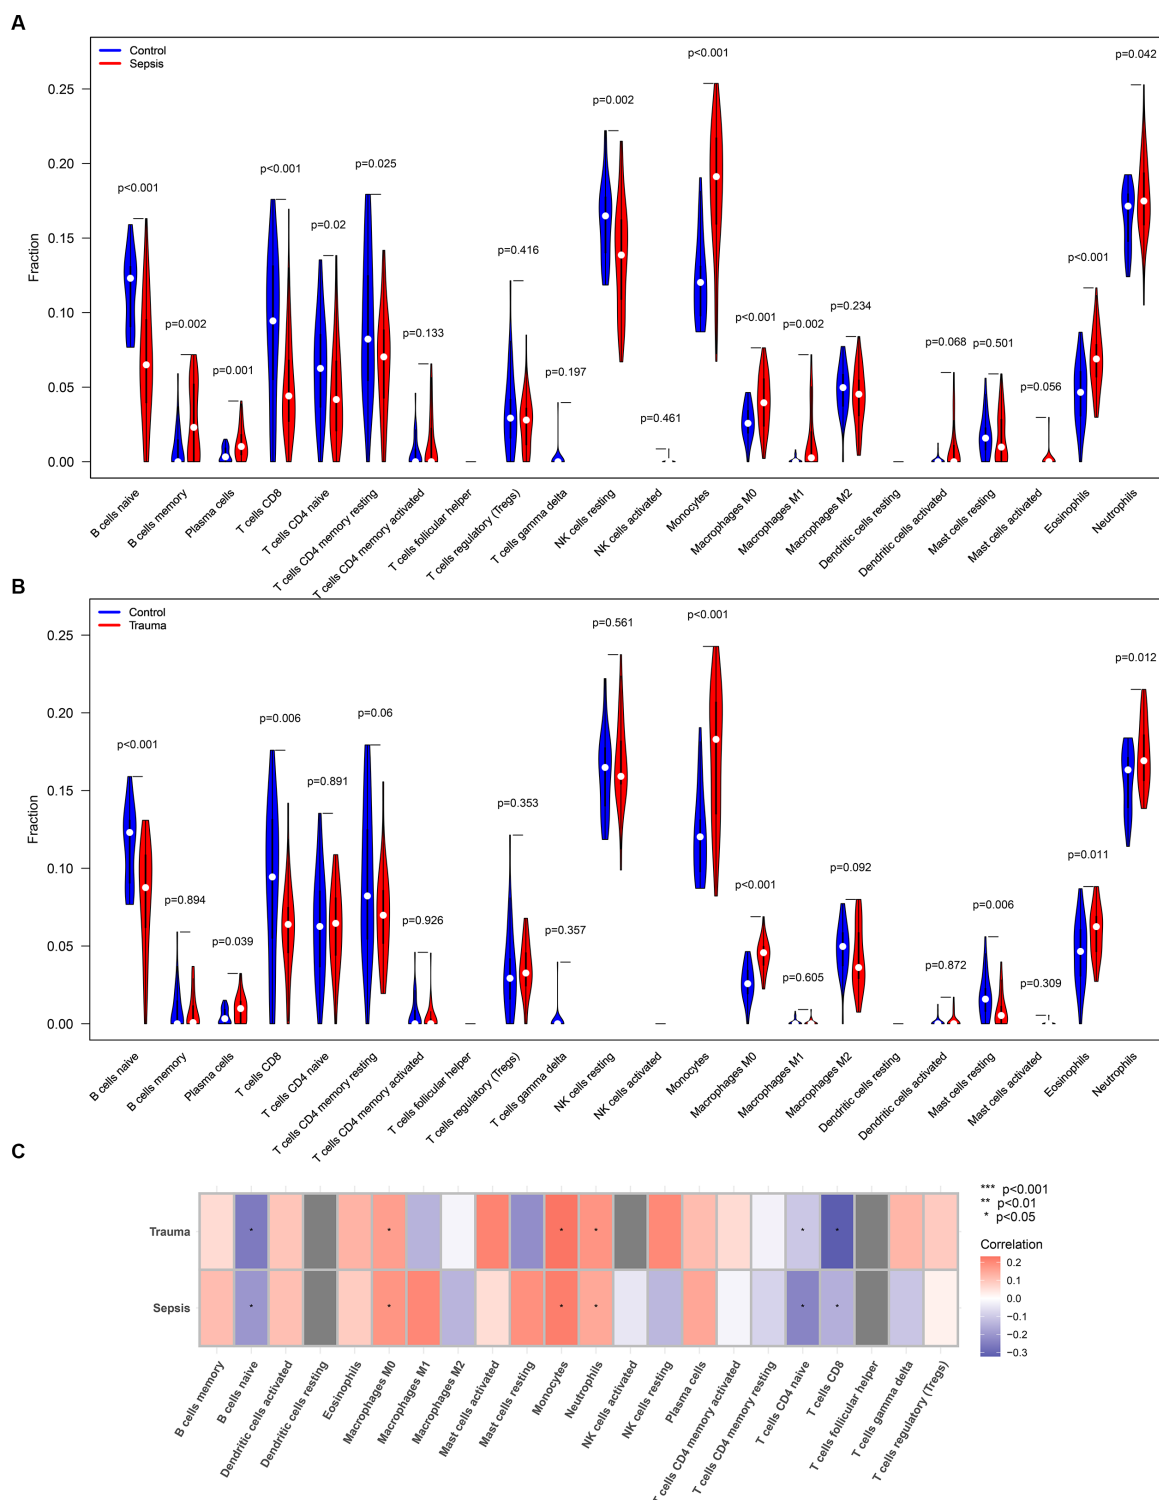 A
Control
Sepsis
Fraction
0.25
0.20
0.15
0.10
0.05
0.00
p<0.001
p=0.002
p=0.001
p<0.001
p=0.02
p=0.025
p=0.133
p=0.416
p=0.197
p=0.002
p=0.461
p<0.001
p<0.001
p=0.002
p=0.234
p=0.068
p=0.501
p=0.056
p<0.001
p=0.042
B cells naive
B cells memory
Plasma cells
T cells CD8
T cells CD4 naive
T cells CD4 memory resting
T cells CD4 memory activated
T cells follicular helper
T cells regulatory (Tregs)
T cells gamma delta
NK cells resting
NK cells activated
Monocytes
Macrophages M0
Macrophages M1
Macrophages M2
Dendritic cells resting
Dendritic cells activated
Mast cells resting
Mast cells activated
Eosinophils
Neutrophils
B
Control
Trauma
Fraction
0.25
0.20
0.15
0.10
0.05
0.00
p<0.001
p=0.894
p=0.039
p=0.006
p=0.891
p=0.06
p=0.926
p=0.353
p=0.357
p=0.561
p<0.001
p<0.001
p=0.605
p=0.092
p=0.872
p=0.006
p=0.309
p=0.011
p=0.012
B cells naive
B cells memory
Plasma cells
T cells CD8
T cells CD4 naive
T cells CD4 memory resting
T cells CD4 memory activated
T cells follicular helper
T cells regulatory (Tregs)
T cells gamma delta
NK cells resting
NK cells activated
Monocytes
Macrophages M0
Macrophages M1
Macrophages M2
Dendritic cells resting
Dendritic cells activated
Mast cells resting
Mast cells activated
Eosinophils
Neutrophils
C
Trauma
* * * * * *
Sepsis
* * * * * *
B cells memory
B cells naive
Dendritic cells activated
Dendritic cells resting
Eosinophils
Macrophages M0
Macrophages M1
Macrophages M2
Mast cells activated
Mast cells resting
Monocytes
Neutrophils
NK cells activated
NK cells resting
Plasma cells
T cells CD4 memory activated
T cells CD4 memory resting
T cells CD4 naive
T cells CD8
T cells follicular helper
T cells gamma delta
T cells regulatory (Tregs)
*** p<0.001
** p<0.01
* p<0.05
Correlation
0.2
0.1
0.0
−0.1
−0.2
−0.3